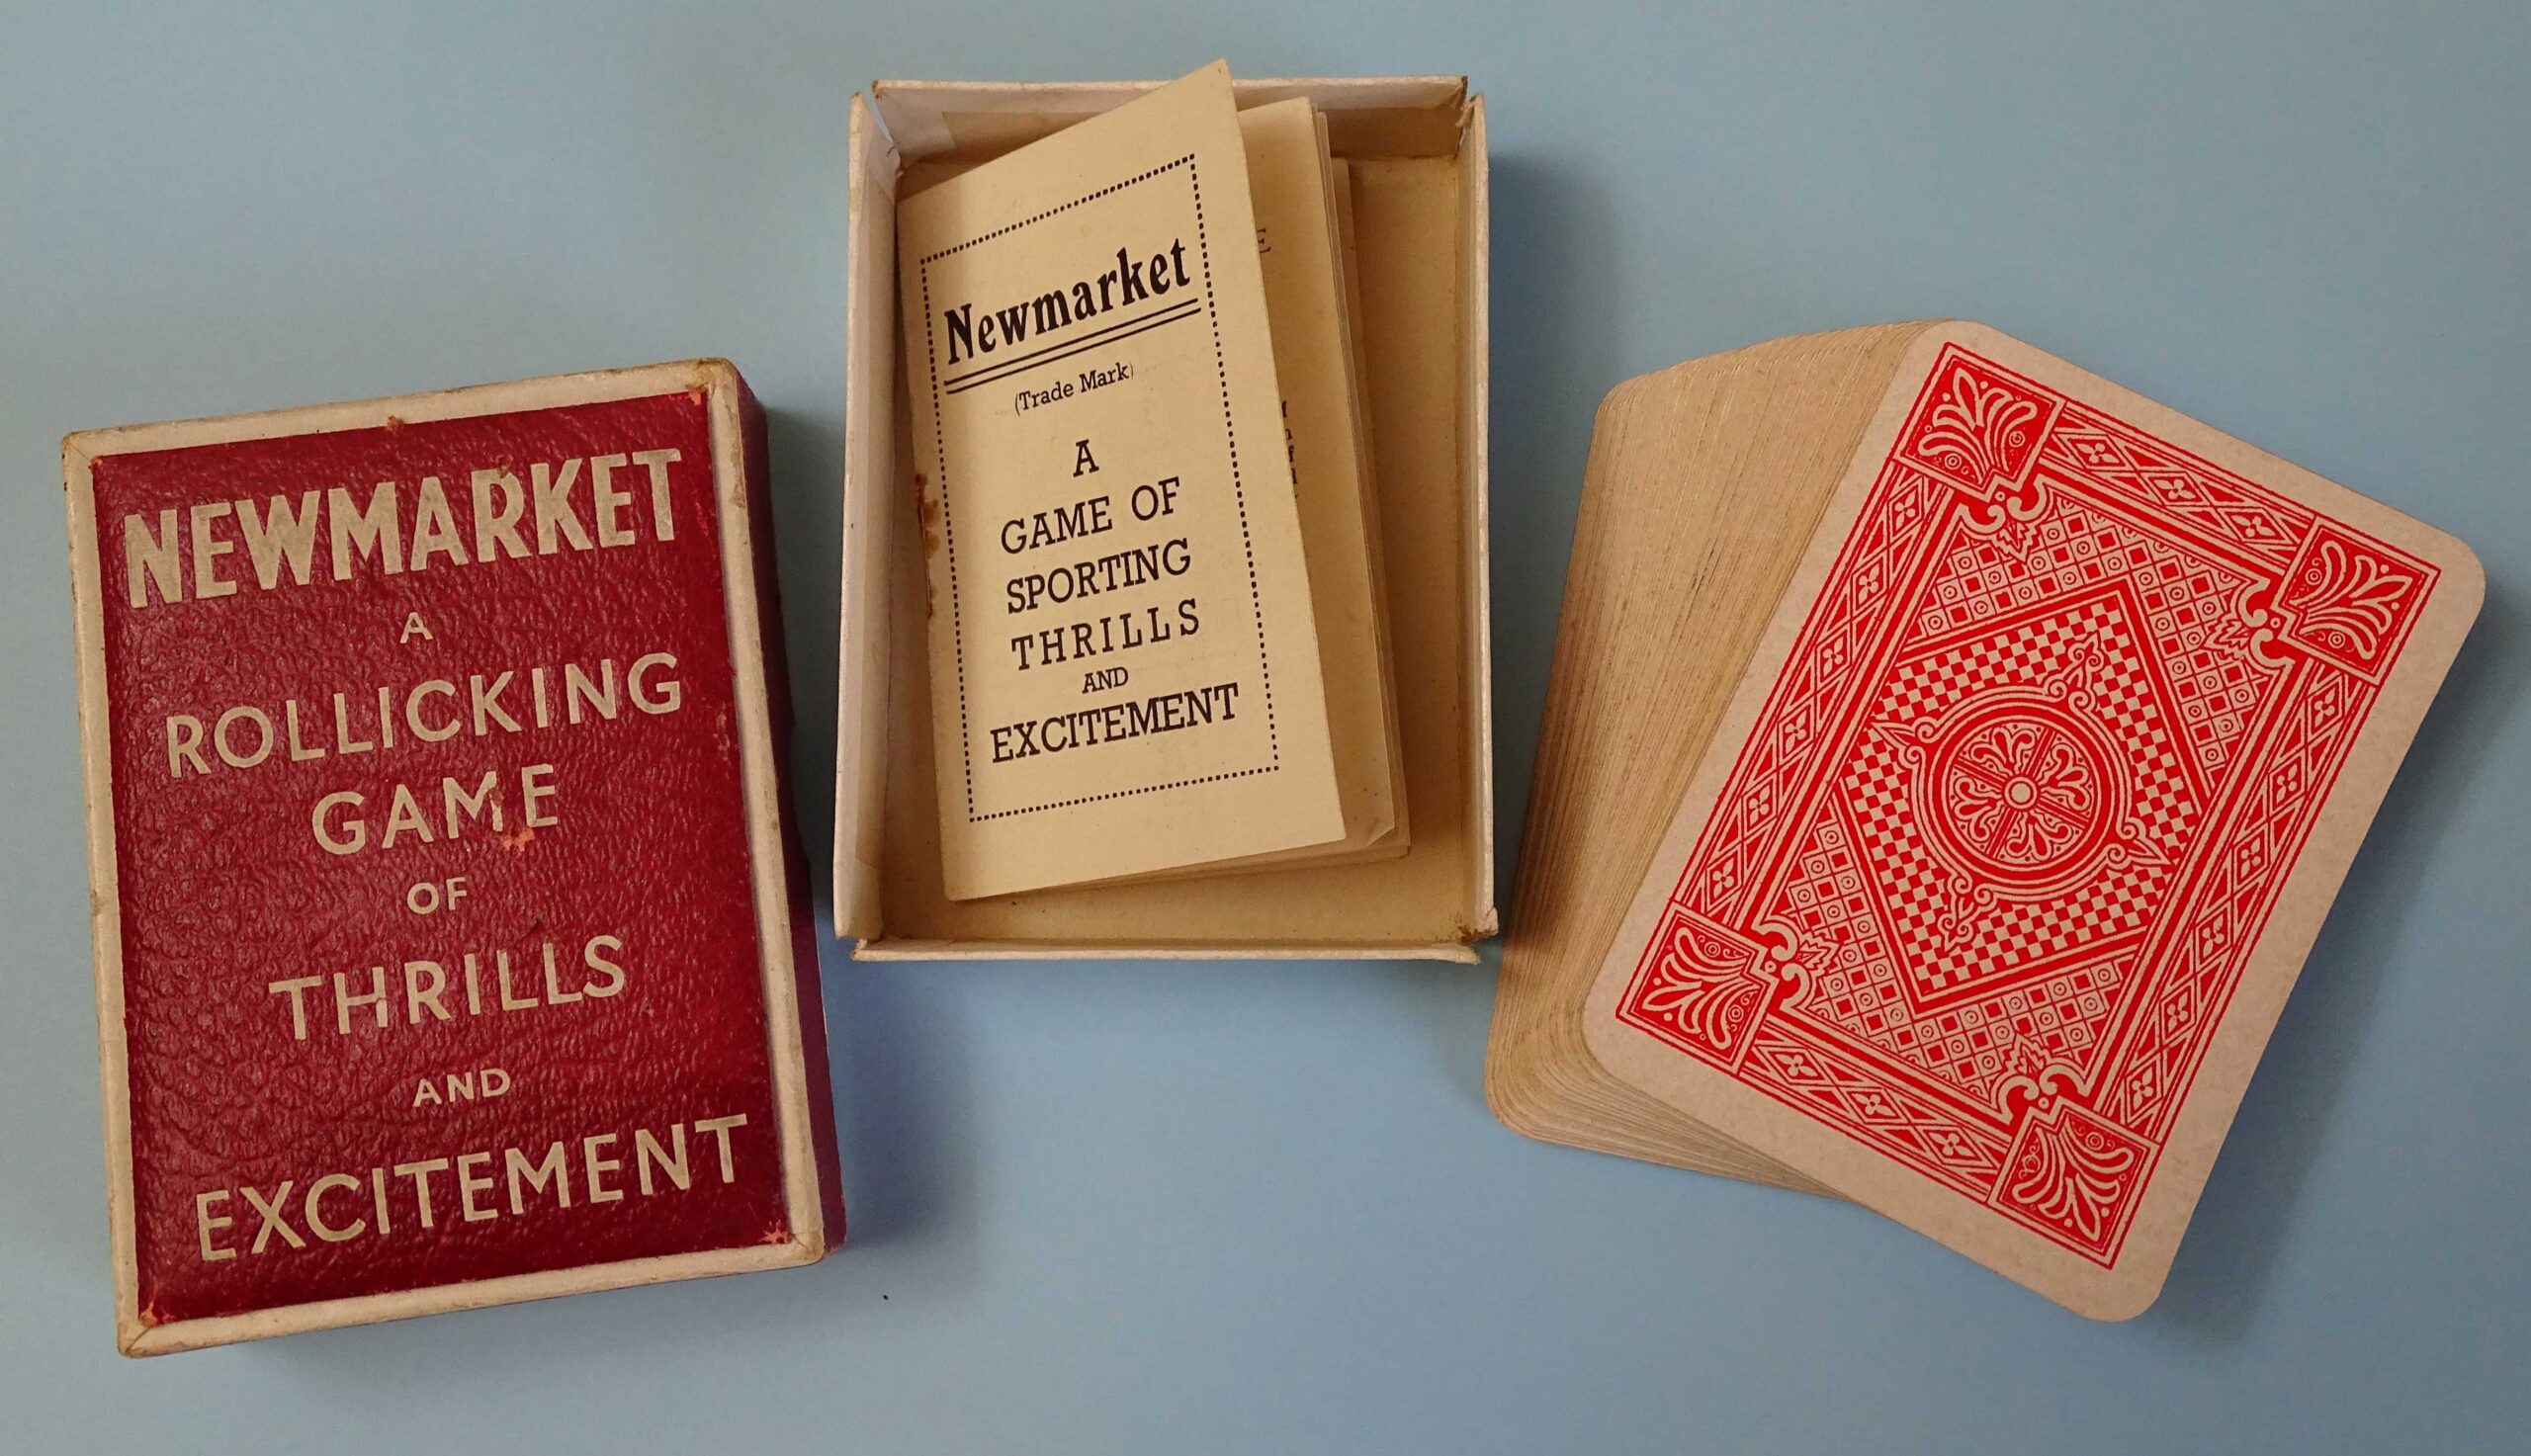 NEWMARKET
A
ROLLICKING
GAME
OF
THRILLS
AND
EXCITEMENT
Newmarket
(Trade Mark)
A
GAME OF
SPORTING
THRILLS
AND
EXCITEMENT